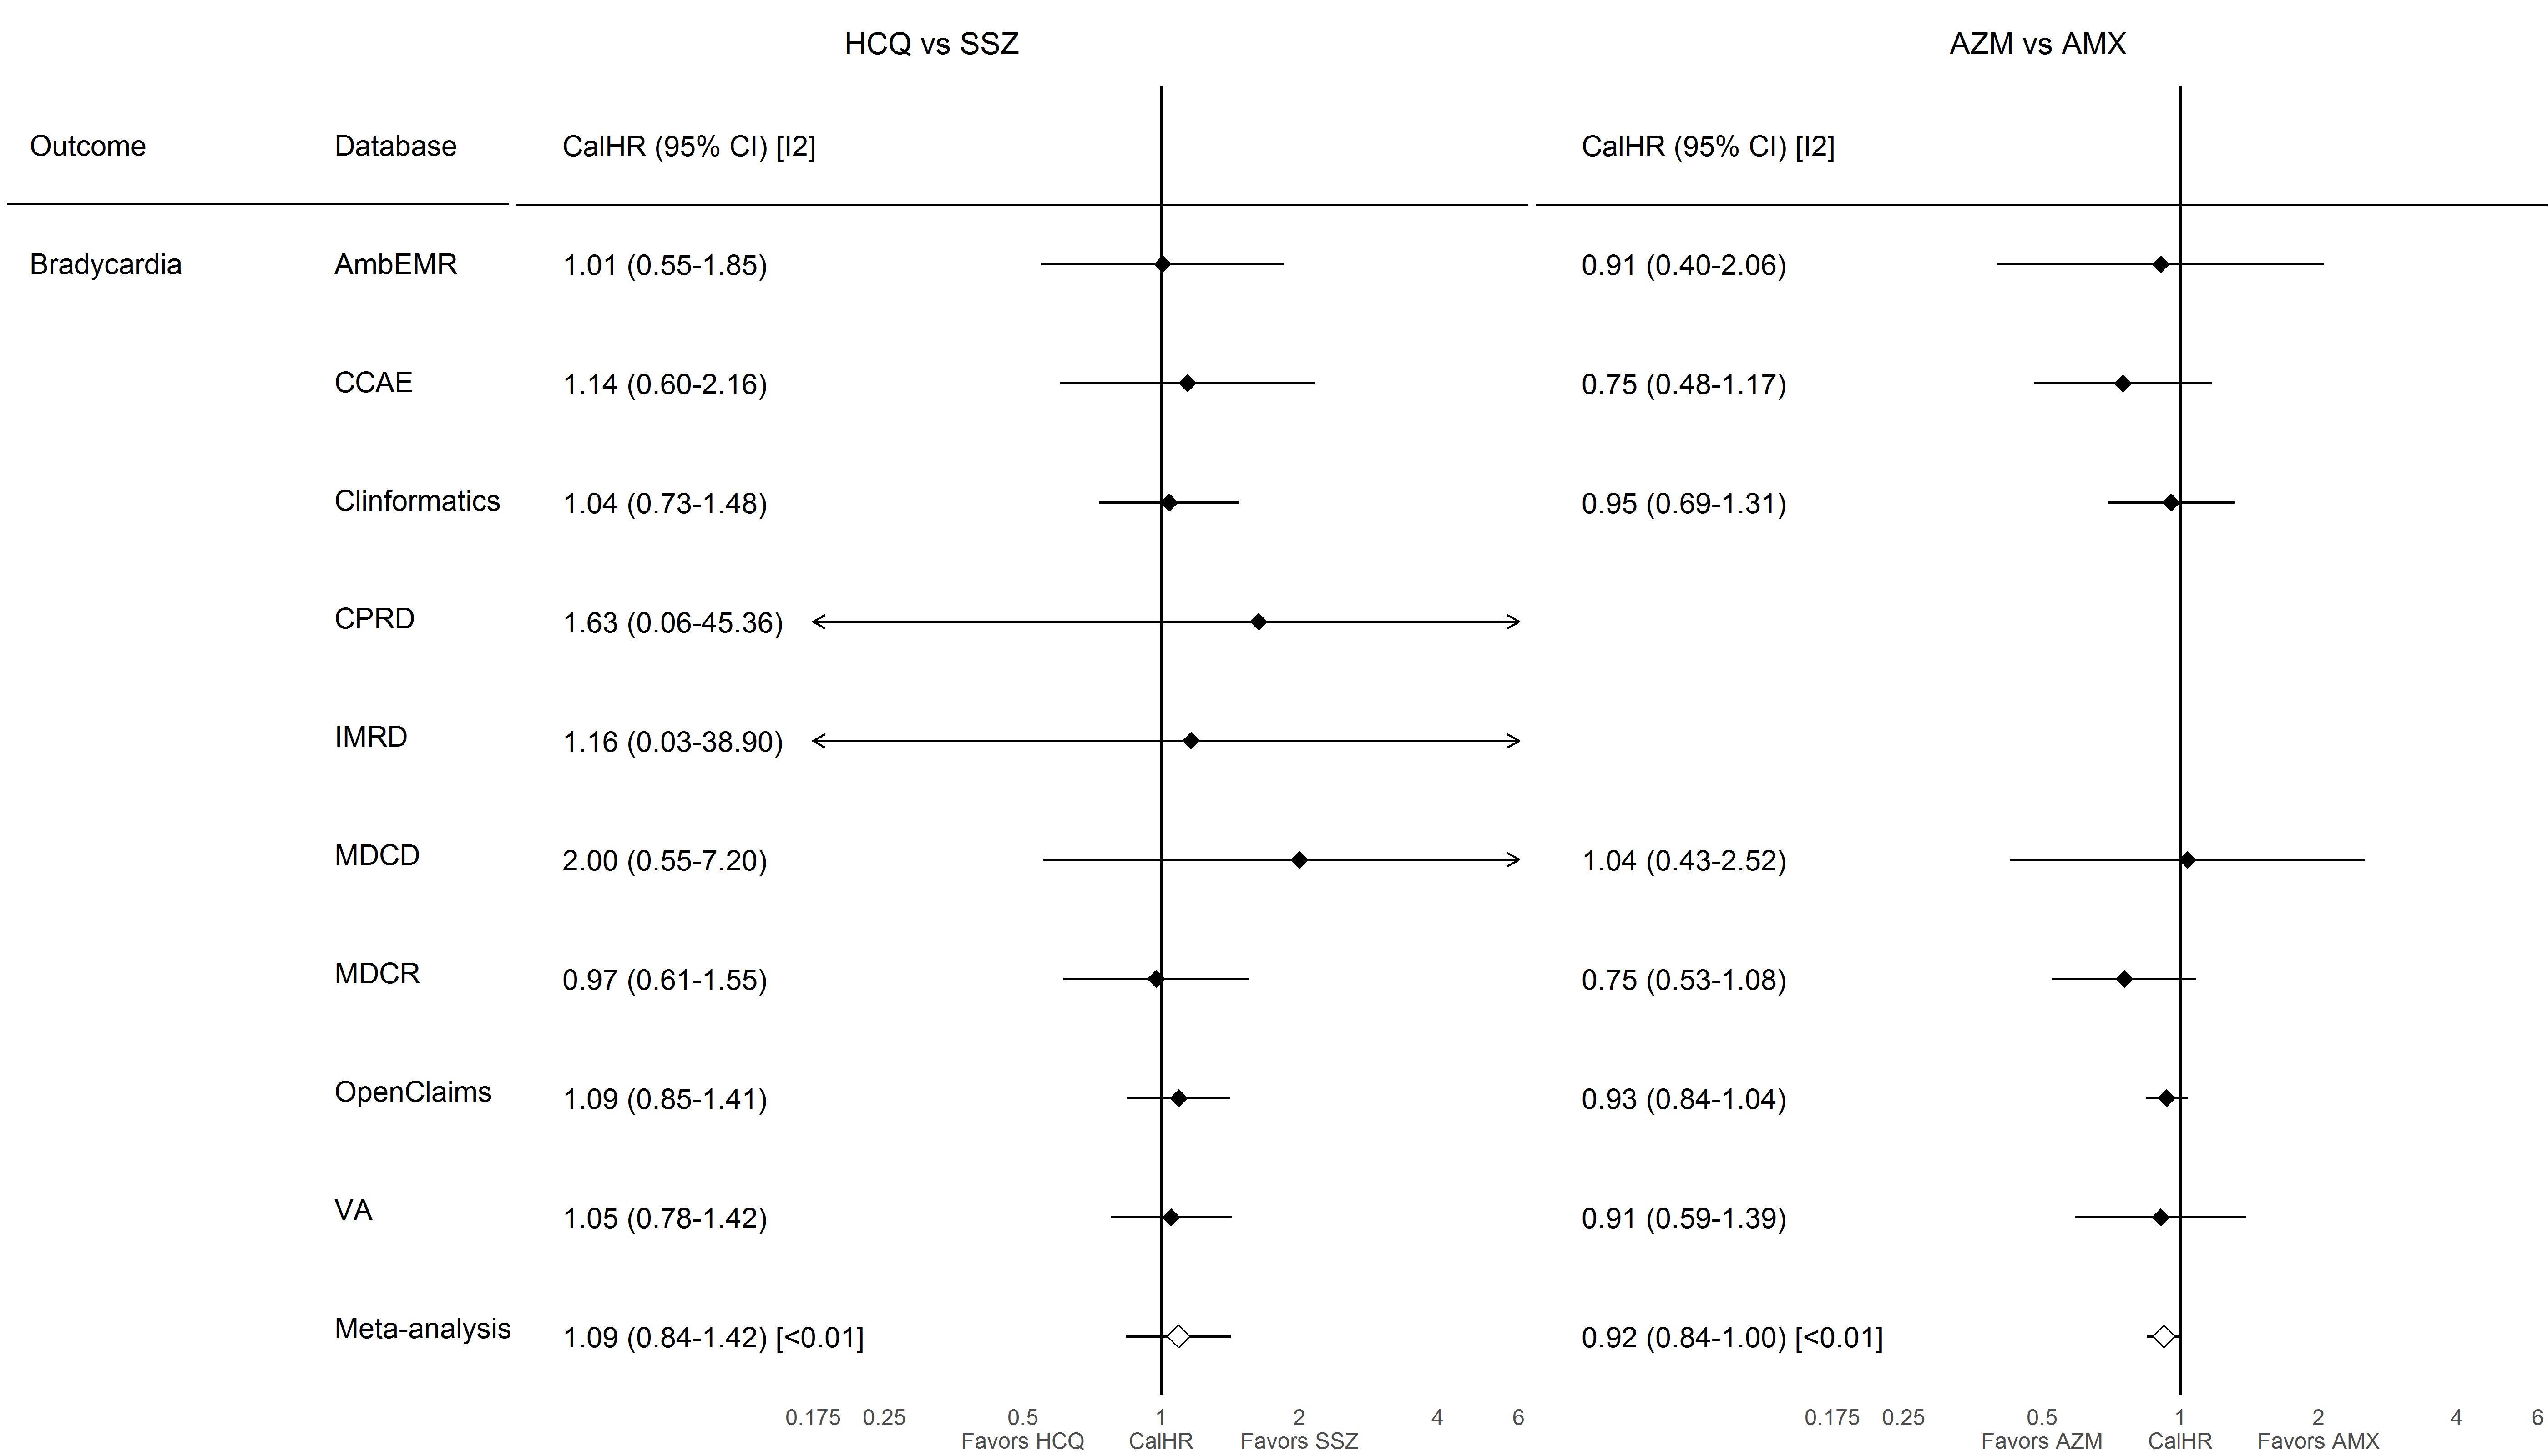 HCQ vs SSZ AZM vs AMX
Outcome Database CalHR (95% CI) [I2] CalHR (95% CI) [I2]
Bradycardia AmbEMR 1.01 (0.55-1.85) 0.91 (0.40-2.06)
CCAE 1.14 (0.60-2.16) 0.75 (0.48-1.17)
Clinformatics 1.04 (0.73-1.48) 0.95 (0.69-1.31)
CPRD 1.63 (0.06-45.36)
IMRD 1.16 (0.03-38.90)
MDCD 2.00 (0.55-7.20) 1.04 (0.43-2.52)
MDCR 0.97 (0.61-1.55) 0.75 (0.53-1.08)
OpenClaims 1.09 (0.85-1.41) 0.93 (0.84-1.04)
VA 1.05 (0.78-1.42) 0.91 (0.59-1.39)
Meta-analysis 1.09 (0.84-1.42) [<0.01] 0.92 (0.84-1.00) [<0.01]
0.175 0.25 0.5 1 2 4 6 0.175 0.25 0.5 1 2 4 6
Favors HCQ CalHR Favors SSZ Favors AZM CalHR Favors AMX